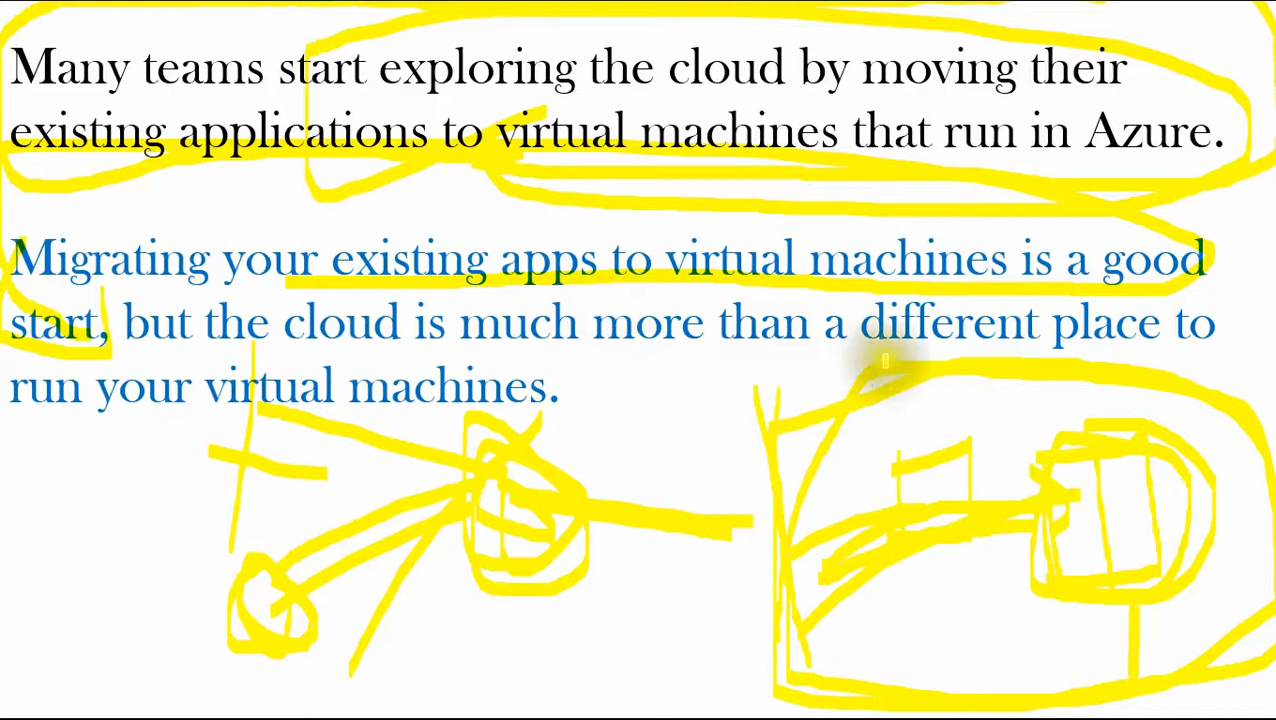 Many teams start exploring the cloud by moving their
existing applications to virtual machines that run in Azure.
Migrating your existing apps to virtual machines is a good
start, but the cloud is much more than a different place to
run your virtual machines.